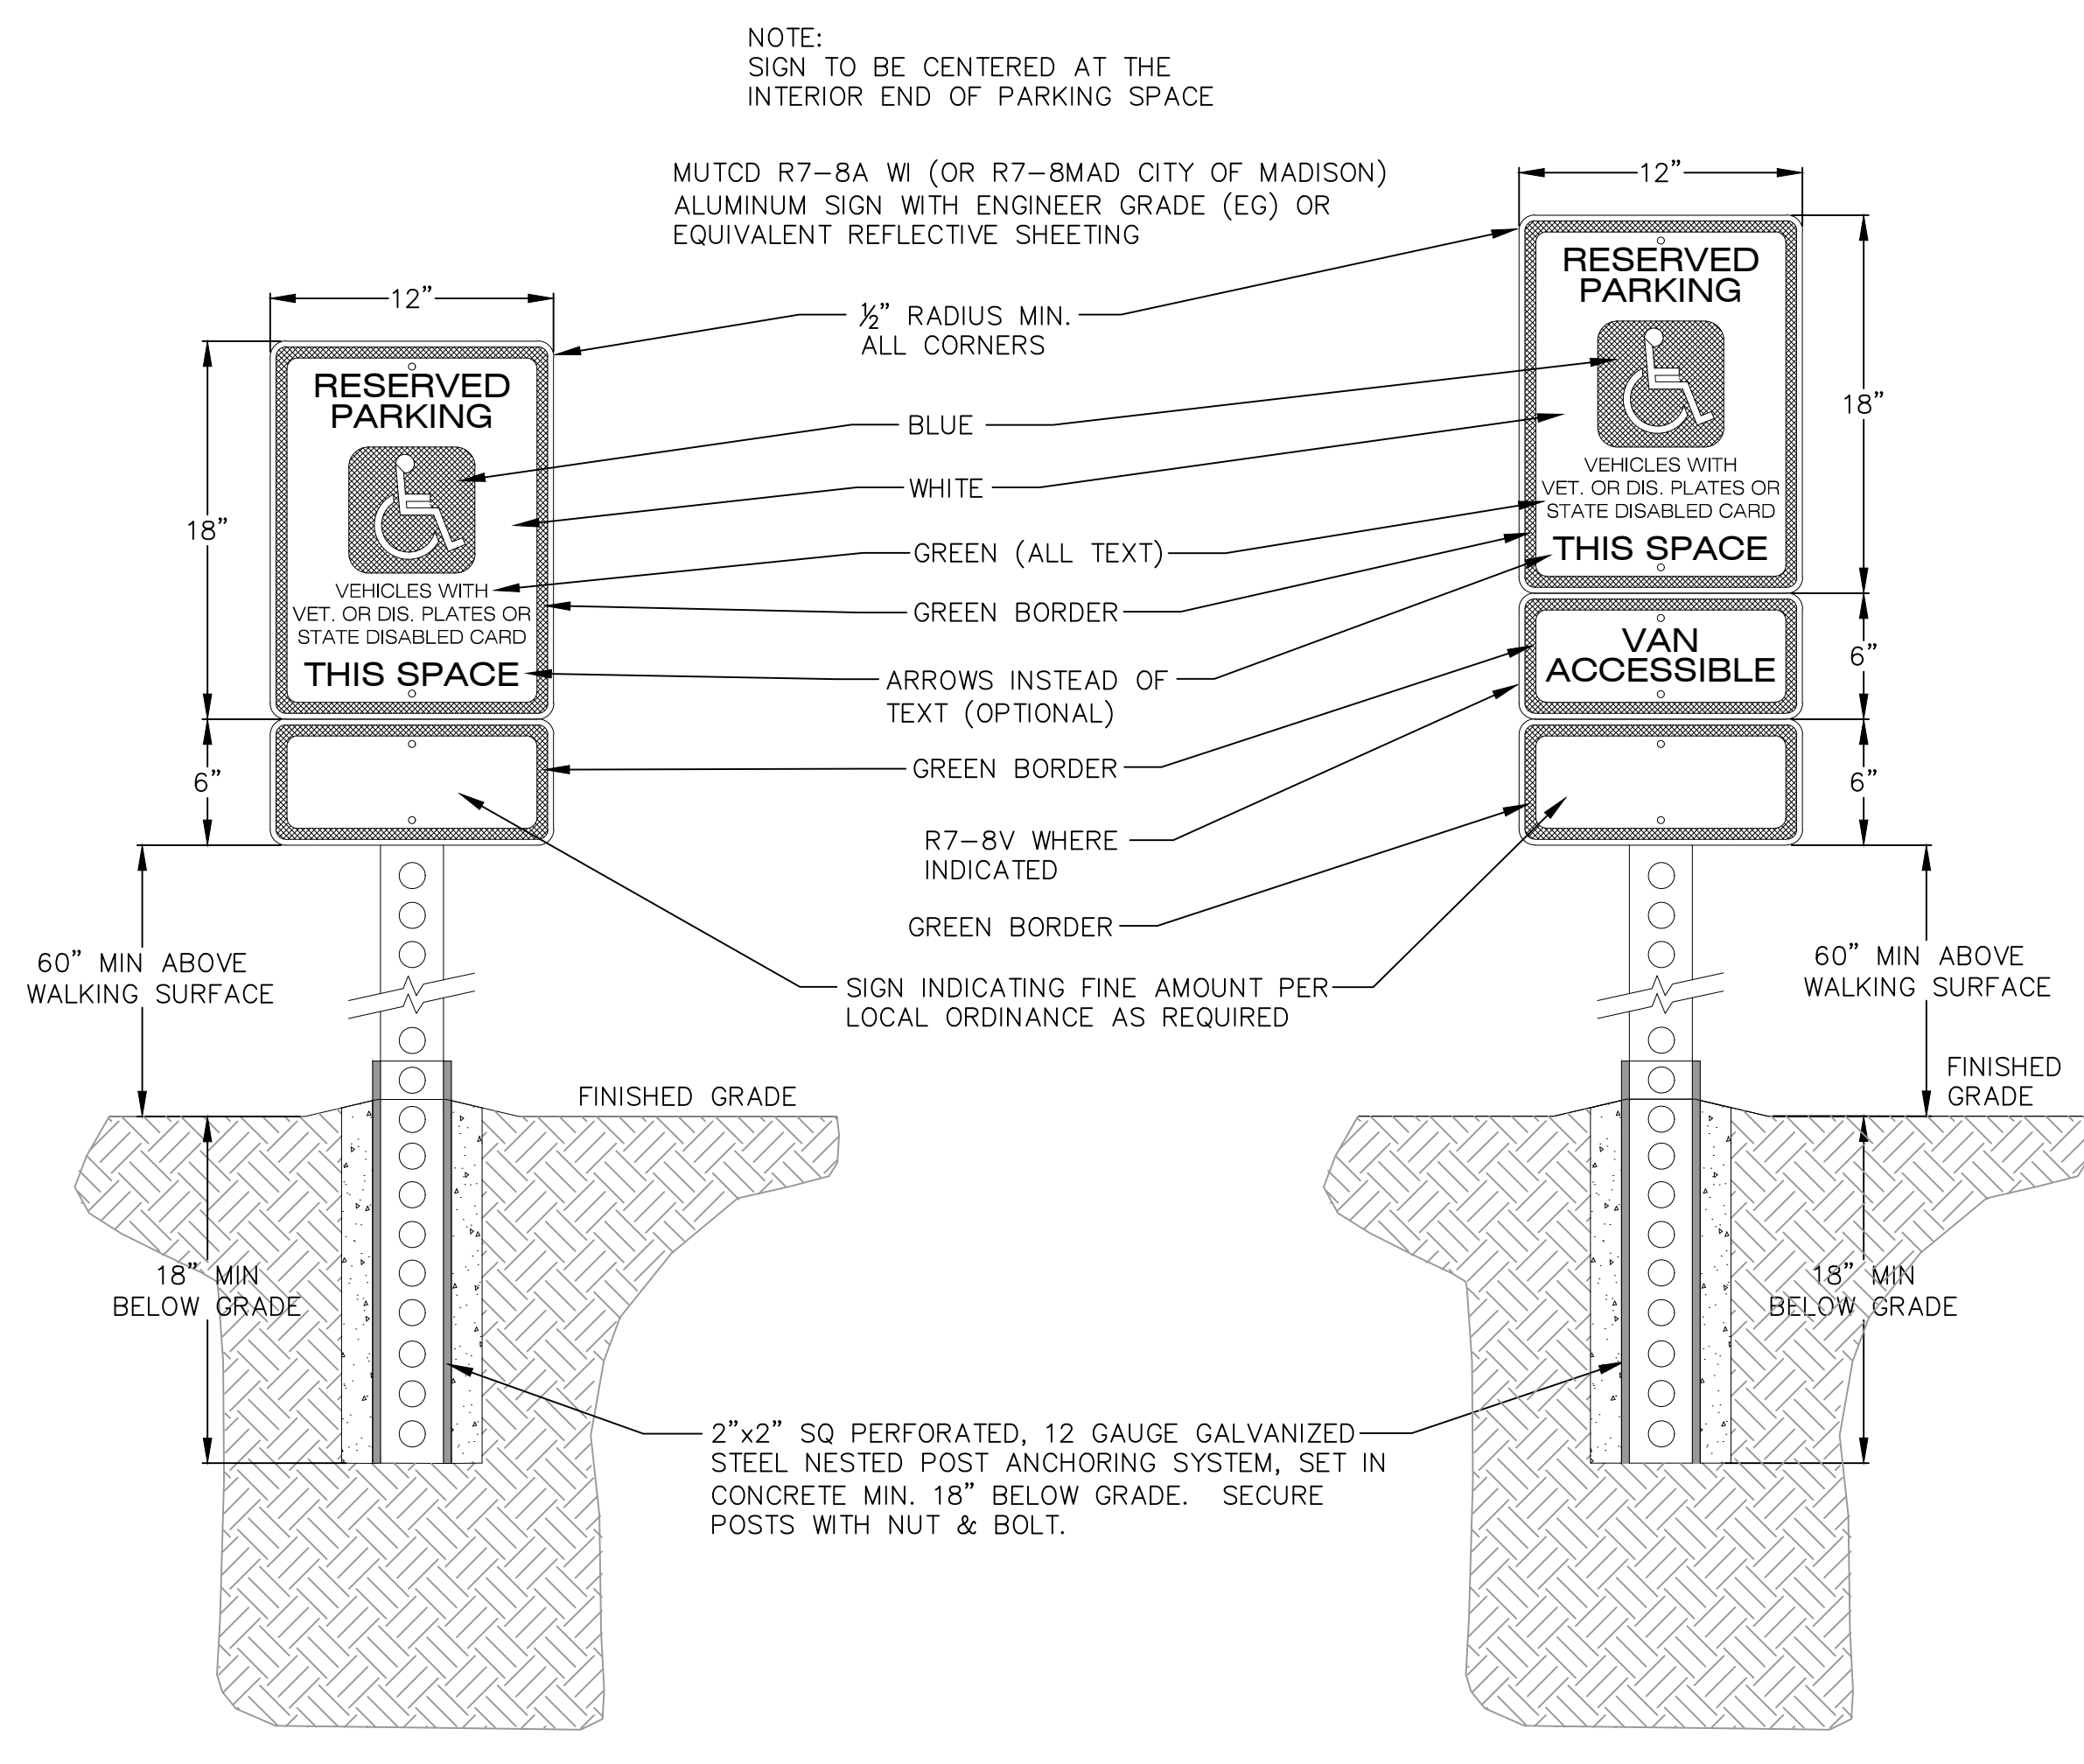 NOTE:
SIGN TO BE CENTERED AT THE
INTERIOR END OF PARKING SPACE
MUTCD R7-8A WI (OR R7-8MAD CITY OF MADISON)
ALUMINUM SIGN WITH ENGINEER GRADE (EG) OR
EQUIVALENT REFLECTIVE SHEETING
12"
18"
6"
RESERVED
PARKING
VEHICLES WITH
VET. OR DIS. PLATES OR
STATE DISABLED CARD
THIS SPACE
60" MIN ABOVE
WALKING SURFACE
FINISHED GRADE
18" MIN
BELOW GRADE
½" RADIUS MIN.
ALL CORNERS
BLUE
WHITE
GREEN (ALL TEXT)
GREEN BORDER
ARROWS INSTEAD OF
TEXT (OPTIONAL)
GREEN BORDER
R7-8V WHERE
INDICATED
GREEN BORDER
SIGN INDICATING FINE AMOUNT PER
LOCAL ORDINANCE AS REQUIRED
2"x2" SQ PERFORATED, 12 GAUGE GALVANIZED
STEEL NESTED POST ANCHORING SYSTEM, SET IN
CONCRETE MIN. 18" BELOW GRADE. SECURE
POSTS WITH NUT & BOLT.
12"
RESERVED
PARKING
VEHICLES WITH
VET. OR DIS. PLATES OR
STATE DISABLED CARD
THIS SPACE
VAN
ACCESSIBLE
18"
6"
6"
60" MIN ABOVE
WALKING SURFACE
FINISHED
GRADE
18" MIN
BELOW GRADE